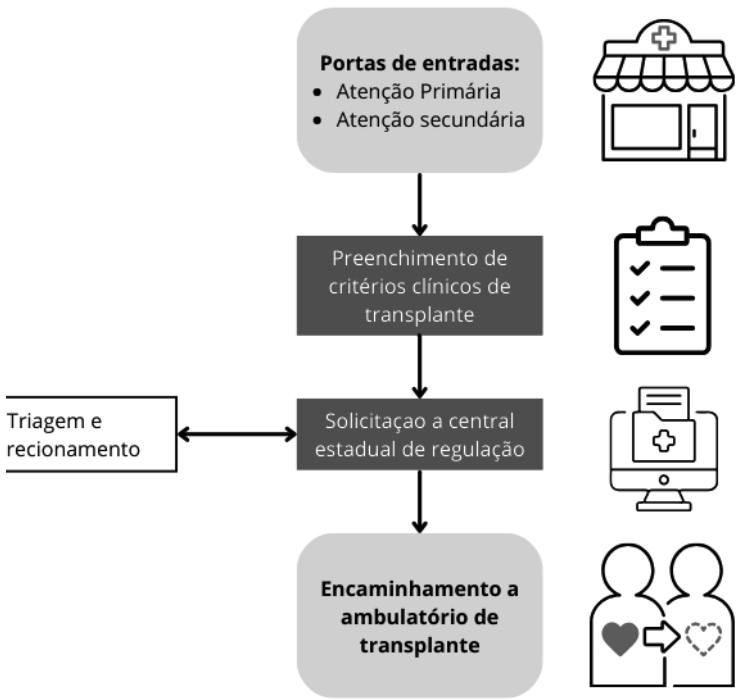 Portas de entradas:
• Atenção Primária
• Atenção secundária
Preenchimento de
critérios clínicos de
transplante
Triagem e
recionamento
Solicitaçao a central
estadual de regulação
Encaminhamento a
ambulatório de
transplante